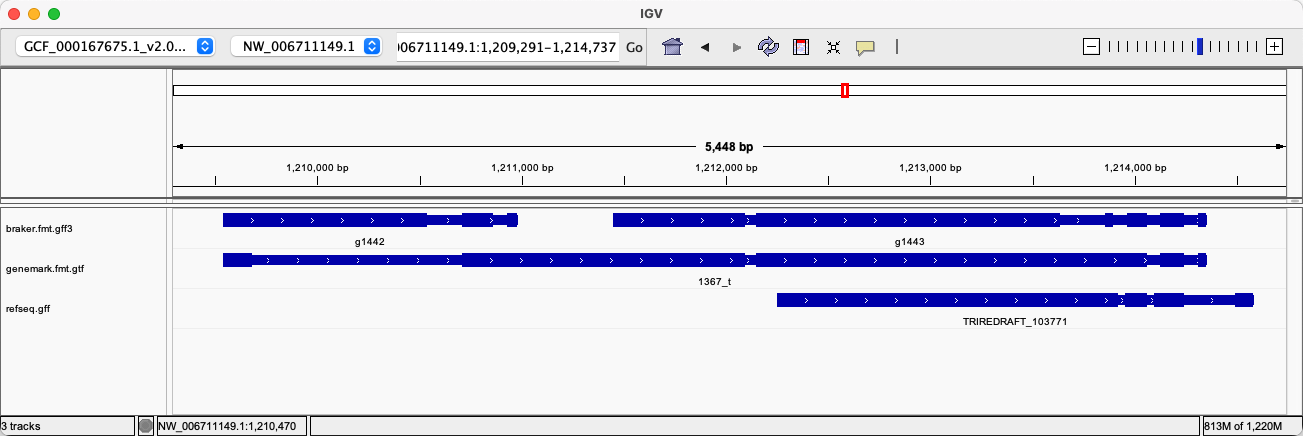 IGV
GCF_000167675.1_v2.0... NW_006711149.1 006711149.1:1,209,291-1,214,737 Go
5,448 bp
1,210,000 bp 1,211,000 bp 1,212,000 bp 1,213,000 bp 1,214,000 bp
braker.fmt.gff3
g1442 g1443
genemark.fmt.gtf
1367_t
refseq.gff
TRIREDRAFT_103771
3 tracks NW_006711149.1:1,210,470 813M of 1,220M